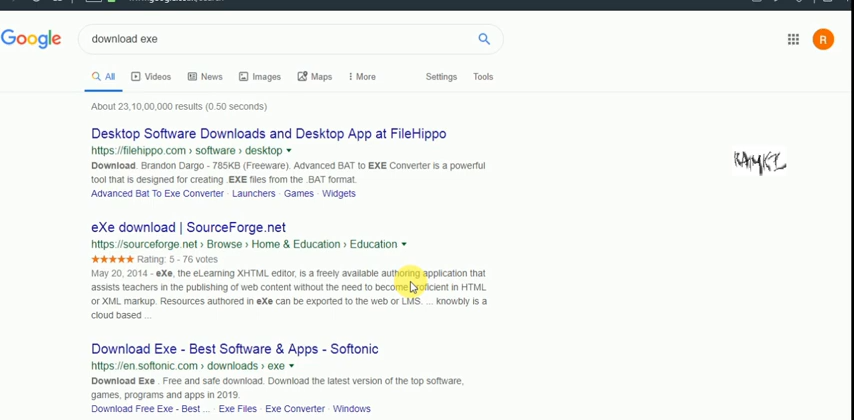 Google
download exe
R
All
Videos
News
Images
Maps
More
Settings
Tools
About 23,10,00,000 results (0.50 seconds)
Desktop Software Downloads and Desktop App at FileHippo
https://filehippo.com › software › desktop
Download. Brandon Dargo - 785KB (Freeware). Advanced BAT to EXE Converter is a powerful
tool that is designed for creating .EXE files from the .BAT format.
Advanced Bat To Exe Converter · Launchers · Games · Widgets
eXe download | SourceForge.net
https://sourceforge.net › Browse › Home & Education › Education
Rating: 5 - 76 votes
May 20, 2014 - eXe, the eLearning XHTML editor, is a freely available authoring application that
assists teachers in the publishing of web content without the need to become proficient in HTML
or XML markup. Resources authored in eXe can be exported to the web or LMS. ... knowbly is a
cloud based ...
Download Exe - Best Software & Apps - Softonic
https://en.softonic.com › downloads › exe
Download Exe . Free and safe download. Download the latest version of the top software,
games, programs and apps in 2019.
Download Free Exe - Best ... · Exe Files · Exe Converter · Windows